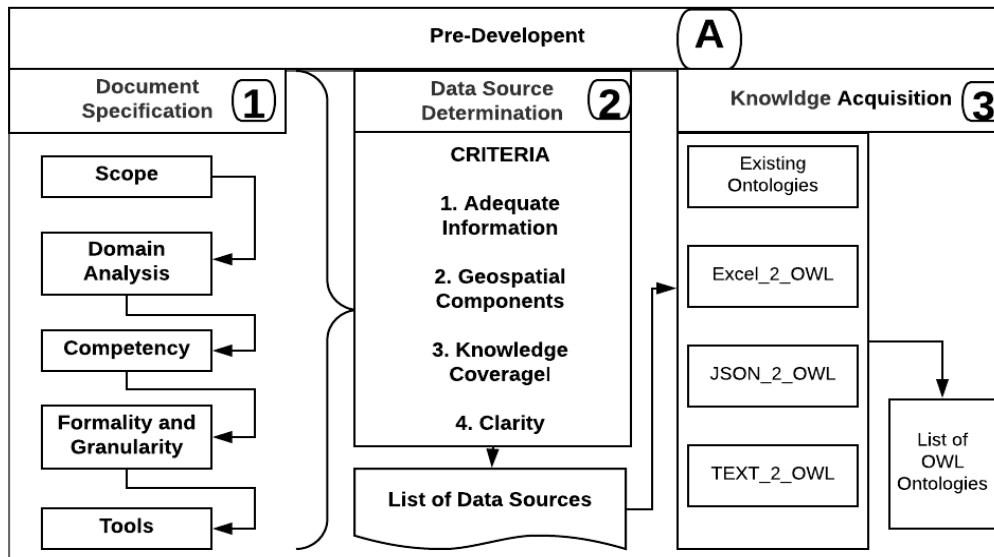 Pre-Developent
A
Document
Specification
1
Scope
Domain
Analysis
Competency
Formality and
Granularity
Tools
Data Source
Determination
2
CRITERIA
1. Adequate
Information
2. Geospatial
Components
3. Knowledge
Coveragel
4. Clarity
List of Data Sources
Knowldge Acquisition
3
Existing
Ontologies
Excel_2_OWL
JSON_2_OWL
TEXT_2_OWL
List of
OWL
Ontologies